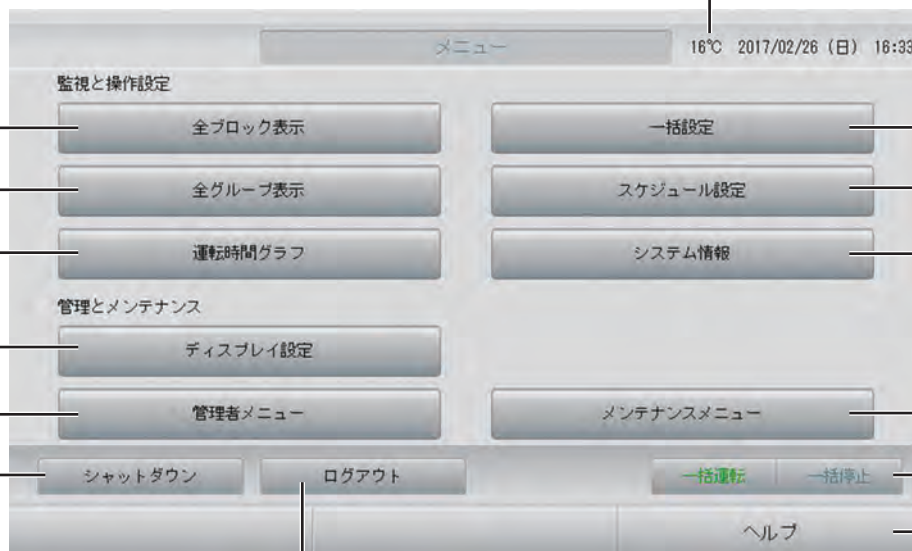 メニュー 16℃ 2017/02/26（日） 16:33
監視と操作設定
全ブロック表示 一括設定
全グループ表示 スケジュール設定
運転時間グラフ システム情報
管理とメンテナンス
ディスプレイ設定
管理者メニュー メンテナンスメニュー
シャットダウン ログアウト 一括運転 一括停止
ヘルプ